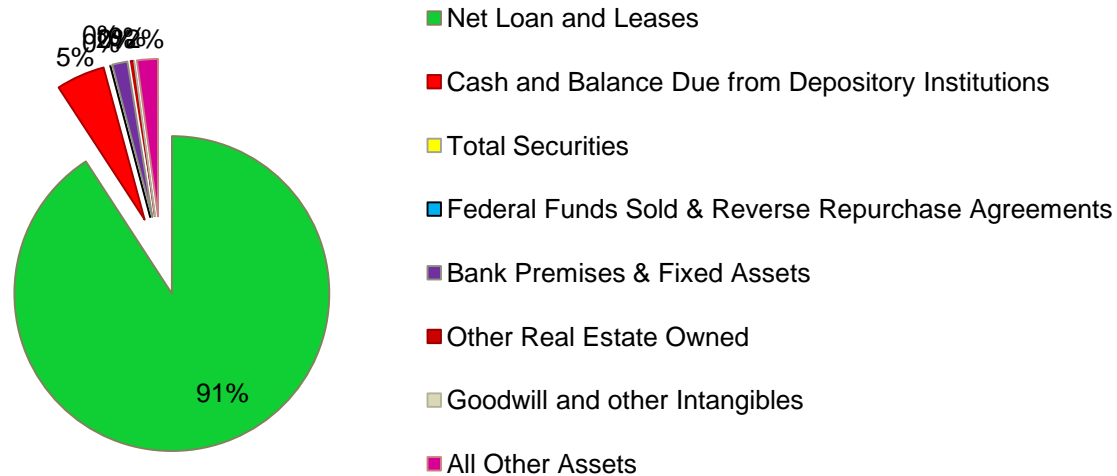 Net Loan and Leases
Cash and Balance Due from Depository Institutions
Total Securities
Federal Funds Sold & Reverse Repurchase Agreements
Bank Premises & Fixed Assets
Other Real Estate Owned
Goodwill and other Intangibles
All Other Assets
5%
2%
91%